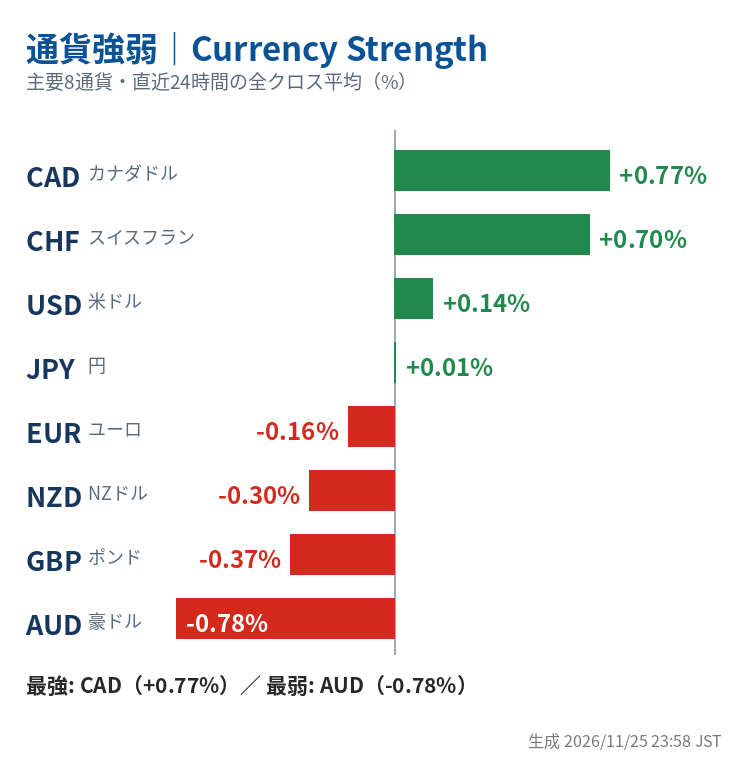 通貨強弱｜Currency Strength
主要8通貨・直近24時間の全クロス平均（%）
CAD カナダドル +0.77%
CHF スイスフラン +0.70%
USD 米ドル +0.14%
JPY 円 +0.01%
EUR ユーロ -0.16%
NZD NZドル -0.30%
GBP ポンド -0.37%
AUD 豪ドル -0.78%
最強: CAD（+0.77%）／ 最弱: AUD（-0.78%）
生成 2026/11/25 23:58 JST